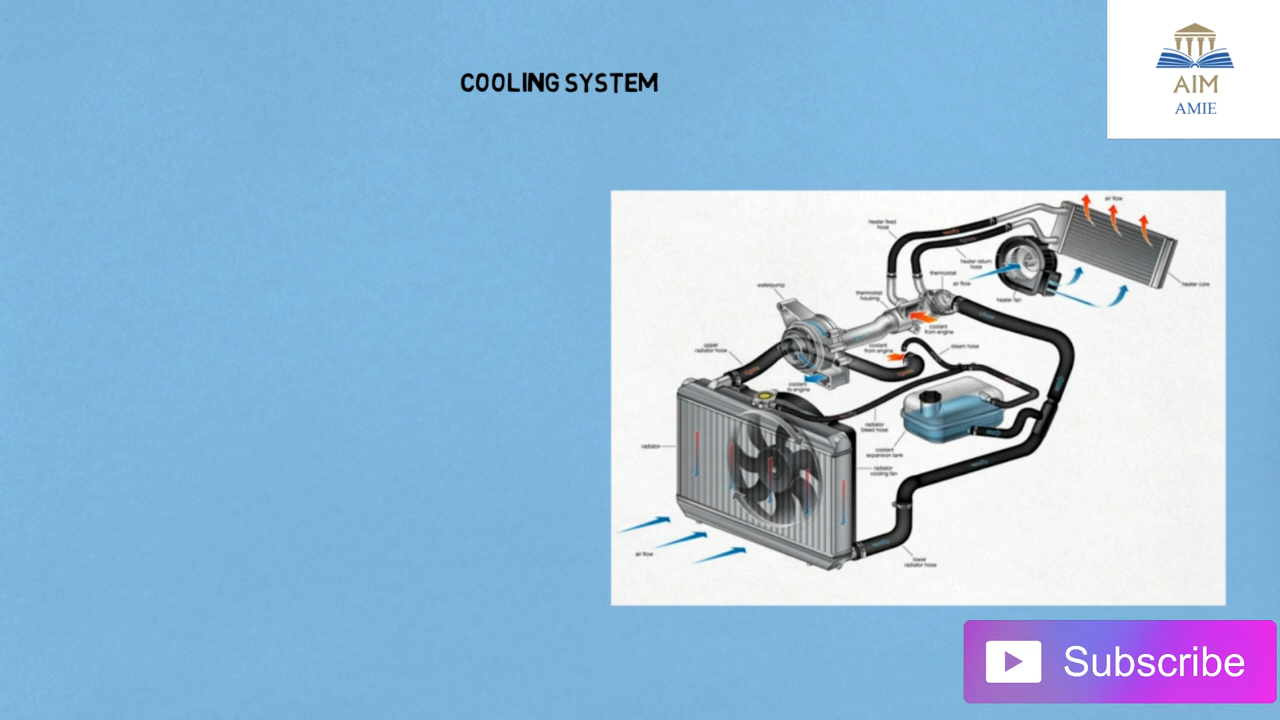 COOLING SYSTEM
AIM
AMIE
air flow
heater feed
hose
heater return
hose
thermostat
air flow
heater core
heater fan
waterpump
thermostat
housing
coolant
from engine
coolant
from engine
steam hose
upper
radiator hose
coolant
to engine
radiator
bleed hose
radiator
coolant
expansion tank
radiator
cooling fan
air flow
lower
radiator hose
Subscribe